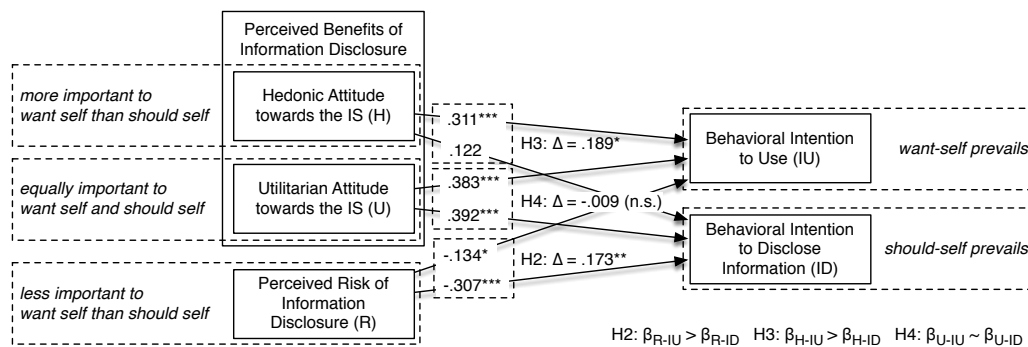 Perceived Benefits of
Information Disclosure
more important to
want self than should self
Hedonic Attitude
towards the IS (H)
.311***
.122
H3: Δ = .189*
Behavioral Intention
to Use (IU)
want-self prevails
equally important to
want self and should self
Utilitarian Attitude
towards the IS (U)
.383***
.392***
H4: Δ = -.009 (n.s.)
Behavioral Intention
to Disclose
Information (ID)
should-self prevails
less important to
want self than should self
Perceived Risk of
Information
Disclosure (R)
-.134*
-.307***
H2: Δ = .173**
H2: βR-IU > βR-ID H3: βH-IU > βH-ID H4: βU-IU ~ βU-ID